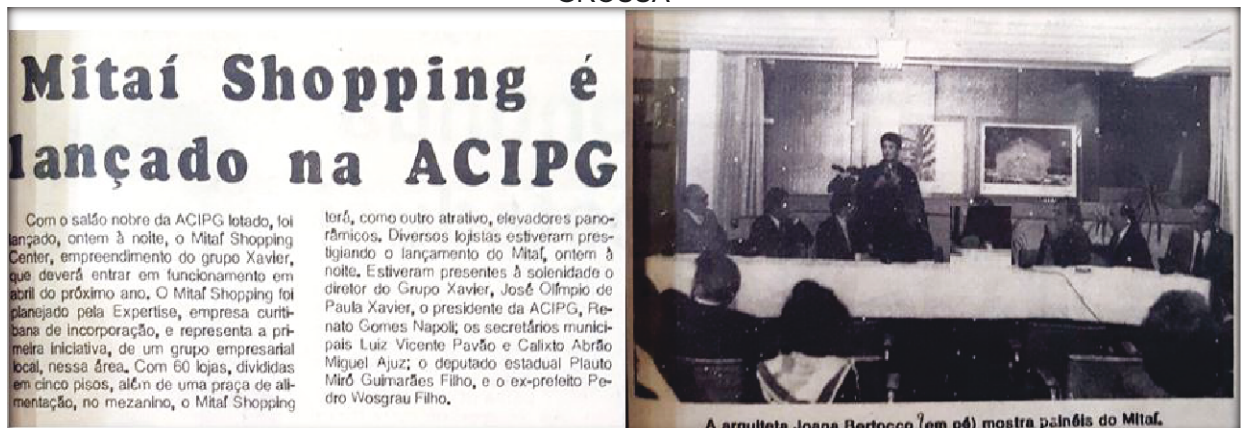 Mitaí Shopping é
lançado na ACIPG
Com o salão nobre da ACIPG lotado, foi
lançado, ontem à noite, o Mitaí Shopping
Center, empreendimento do grupo Xavier,
que deverá entrar em funcionamento em
abril do próximo ano. O Mitaí Shopping foi
planejado pela Expertise, empresa curiti-
bana de incorporação, e representa a pri-
meira iniciativa, de um grupo empresarial
local, nessa área. Com 60 lojas, divididas
em cinco pisos, além de uma praça de ali-
mentação, no mezanino, o Mitaí Shopping
terá, como outro atrativo, elevadores pano-
râmicos. Diversos lojistas estiveram pres-
tigiando o lançamento do Mitaí, ontem à
noite. Estiveram presentes à solenidade o
diretor do Grupo Xavier, José Olímpio de
Paula Xavier, o presidente da ACIPG, Re-
nato Gomes Napoli; os secretários munici-
pais Luiz Vicente Pavão e Calixto Abrão
Miguel Ajuz; o deputado estadual Plauto
Miró Guimarães Filho, e o ex-prefeito Pe-
dro Wosgrau Filho.
A arquiteta Joana Bertocco (em pé) mostra painéis do Mitaí.